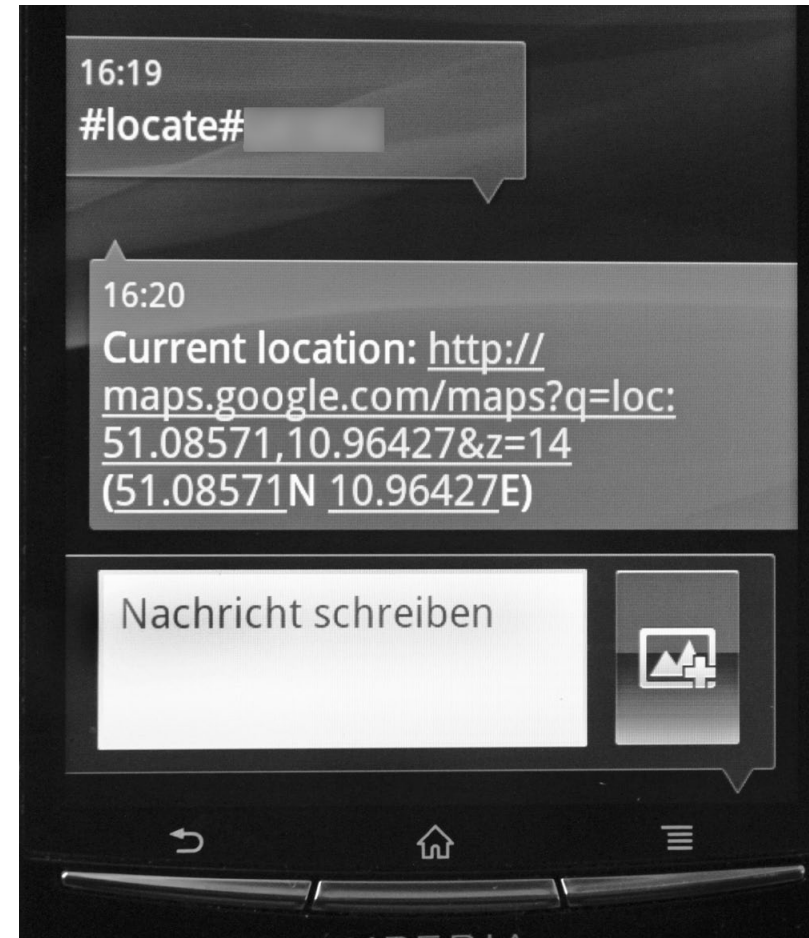 16:19
#locate#
16:20
Current location: http://
maps.google.com/maps?q=loc:
51.08571,10.96427&z=14
(51.08571N 10.96427E)
Nachricht schreiben